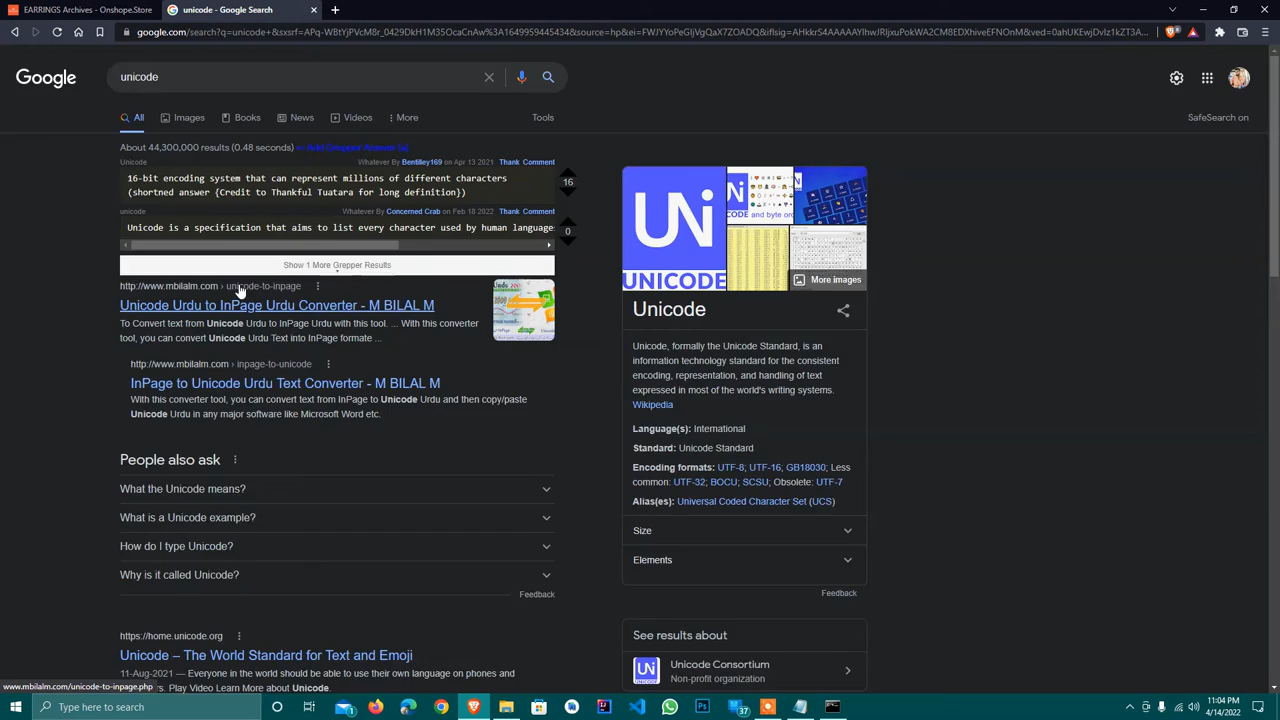 EARRINGS Archives - Onshope.Store
unicode - Google Search
google.com/search?q=unicode+&sxsrf=
Google
unicode
All
Images
Books
News
Videos
More
Tools
SafeSearch on
About 44,300,000 results (0.48 seconds)
Unicode
Whatever By Bentilley169 on Apr 13 2021
Thank Comment
16-bit encoding system that can represent millions of different characters
(shortned answer {Credit to Thankful Tuatara for long definition})
16
unicode
Whatever By Concerned Crab on Feb 18 2022
Thank Comment
Unicode is a specification that aims to list every character used by human languages
0
Show 1 More Grepper Results
http://www.mbilalm.com › unicode-to-inpage
Unicode Urdu to InPage Urdu Converter - M BILAL M
To Convert text from Unicode Urdu to InPage Urdu with this tool. ... With this converter
tool, you can convert Unicode Urdu Text into InPage formate ...
http://www.mbilalm.com › inpage-to-unicode
InPage to Unicode Urdu Text Converter - M BILAL M
With this converter tool, you can convert text from InPage to Unicode Urdu and then copy/paste
Unicode Urdu in any major software like Microsoft Word etc.
People also ask
What the Unicode means?
What is a Unicode example?
How do I type Unicode?
Why is it called Unicode?
Feedback
https://home.unicode.org
Unicode – The World Standard for Text and Emoji
11-Aug-2021 — Everyone in the world should be able to use their own language on phones and
Play Video Learn More about Unicode.
www.mbilalm.com/unicode-to-inpage.php
UNi
UNICODE
CODE and byte or
More images
Unicode
Unicode, formally the Unicode Standard, is an
information technology standard for the consistent
encoding, representation, and handling of text
expressed in most of the world's writing systems.
Wikipedia
Language(s): International
Standard: Unicode Standard
Encoding formats: UTF-8; UTF-16; GB18030; Less
common: UTF-32; BOCU; SCSU; Obsolete: UTF-7
Alias(es): Universal Coded Character Set (UCS)
Size
Elements
Feedback
See results about
UNi
Unicode Consortium
Non-profit organization
Type here to search
11:04 PM
4/14/2022